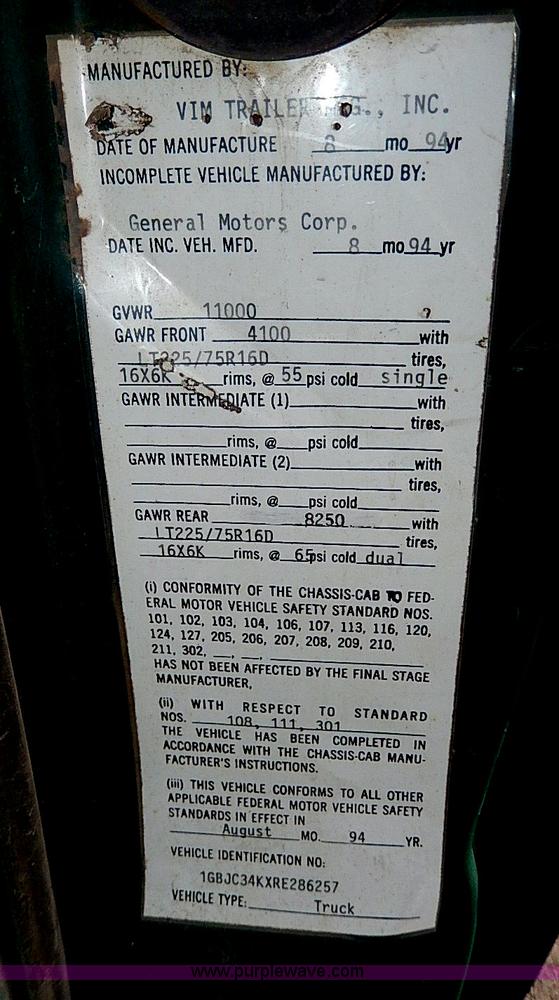 MANUFACTURED BY:
VIM TRAILER MFG., INC.
DATE OF MANUFACTURE 8 mo 94 yr
INCOMPLETE VEHICLE MANUFACTURED BY:
General Motors Corp.
DATE INC. VEH. MFD. 8 mo 94 yr
GVWR 11000
GAWR FRONT 4100 with
LT225/75R16D tires,
16X6K rims, @ 55 psi cold single
GAWR INTERMEDIATE (1) with
tires,
rims, @ psi cold
GAWR INTERMEDIATE (2) with
tires,
rims, @ psi cold
GAWR REAR 8250 with
LT225/75R16D tires,
16X6K rims, @ 65 psi cold dual
(i) CONFORMITY OF THE CHASSIS-CAB TO FED-
ERAL MOTOR VEHICLE SAFETY STANDARD NOS.
101, 102, 103, 104, 106, 107, 113, 116, 120,
124, 127, 205, 206, 207, 208, 209, 210,
211, 302, __, __,
HAS NOT BEEN AFFECTED BY THE FINAL STAGE
MANUFACTURER,
(ii) WITH RESPECT TO STANDARD
NOS. 108, 111, 301
THE VEHICLE HAS BEEN COMPLETED IN
ACCORDANCE WITH THE CHASSIS-CAB MANU-
FACTURER'S INSTRUCTIONS.
(iii) THIS VEHICLE CONFORMS TO ALL OTHER
APPLICABLE FEDERAL MOTOR VEHICLE SAFETY
STANDARDS IN EFFECT IN
August MO. 94 YR.
VEHICLE IDENTIFICATION NO:
1GBJC34KXRE286257
VEHICLE TYPE: Truck
www.purplewave.com